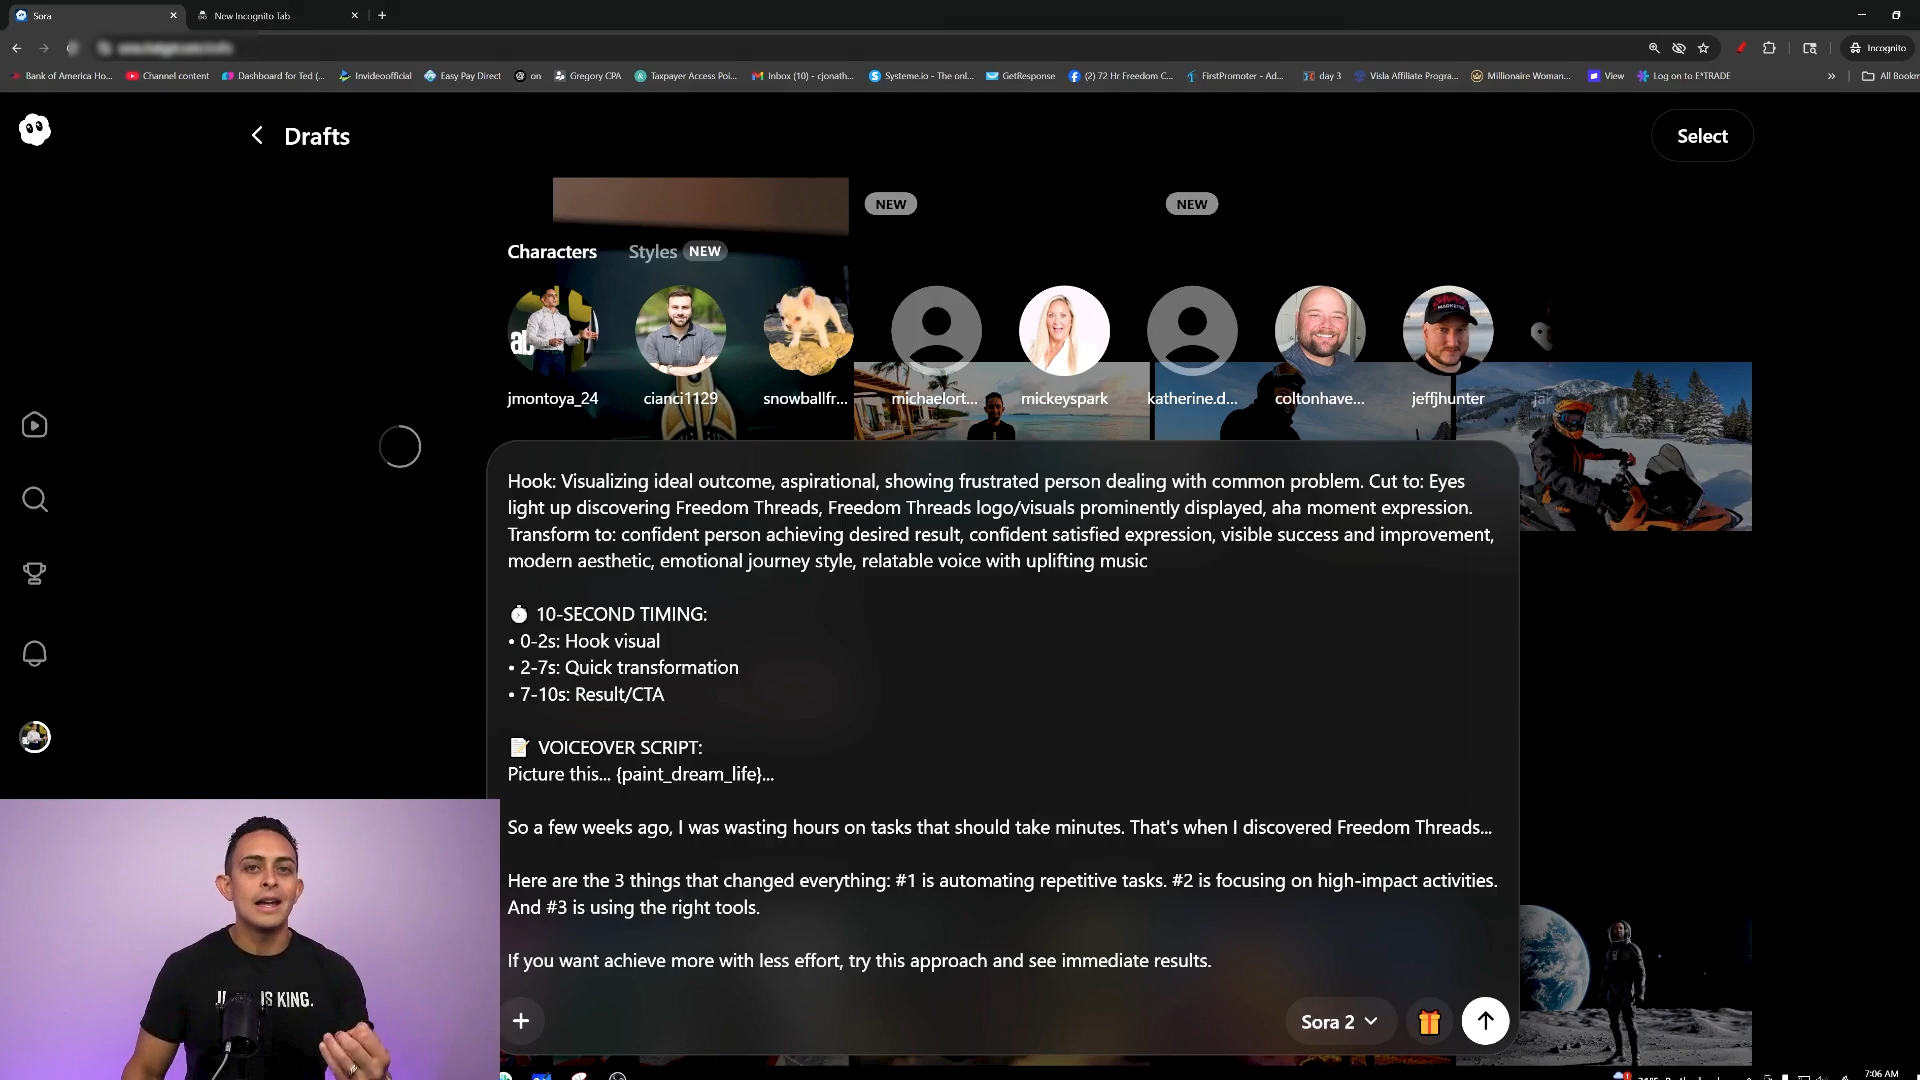 Sora
New Incognito Tab
Incognito
Bank of America Ho...
Channel content
Dashboard for Ted (...
Invideoofficial
Easy Pay Direct
on
Gregory CPA
Taxpayer Access Poi...
Inbox (10) - cjonath...
Systeme.io - The onl...
GetResponse
(2) 72 Hr Freedom C...
FirstPromoter - Ad...
day 3
Visla Affiliate Progra...
Millionaire Woman...
View
Log on to E*TRADE
All Bookm
Drafts
Select
NEW
NEW
Characters
Styles NEW
jmontoya_24
cianci1129
snowballfr...
michaelort...
mickeyspark
katherine.d...
coltonhave...
jeffjhunter
jak
Hook: Visualizing ideal outcome, aspirational, showing frustrated person dealing with common problem. Cut to: Eyes
light up discovering Freedom Threads, Freedom Threads logo/visuals prominently displayed, aha moment expression.
Transform to: confident person achieving desired result, confident satisfied expression, visible success and improvement,
modern aesthetic, emotional journey style, relatable voice with uplifting music
⏱ 10-SECOND TIMING:
• 0-2s: Hook visual
• 2-7s: Quick transformation
• 7-10s: Result/CTA
📝 VOICEOVER SCRIPT:
Picture this... {paint_dream_life}...
So a few weeks ago, I was wasting hours on tasks that should take minutes. That's when I discovered Freedom Threads...
Here are the 3 things that changed everything: #1 is automating repetitive tasks. #2 is focusing on high-impact activities.
And #3 is using the right tools.
If you want achieve more with less effort, try this approach and see immediate results.
Sora 2
IS KING.
7:06 AM